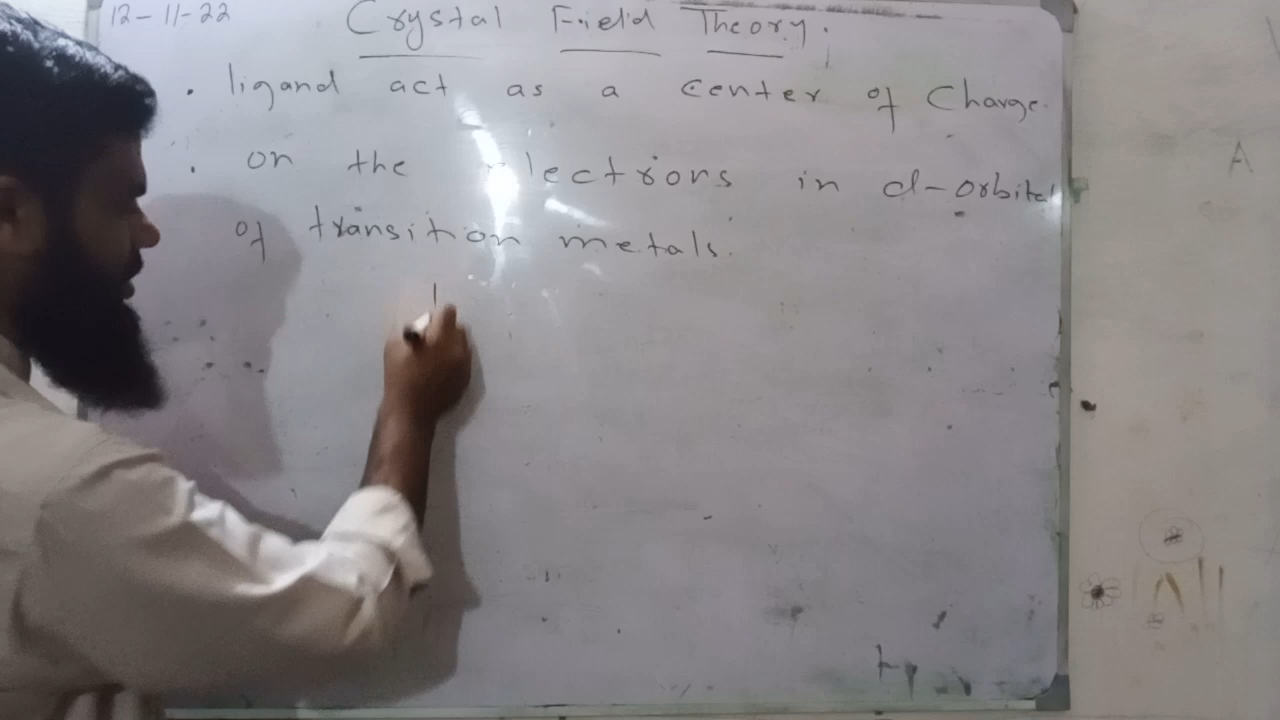 12-11-22 Crystal Field Theory.
. ligand act as a center of Charge.
. on the electrons in d-orbital
of transition metals.
A